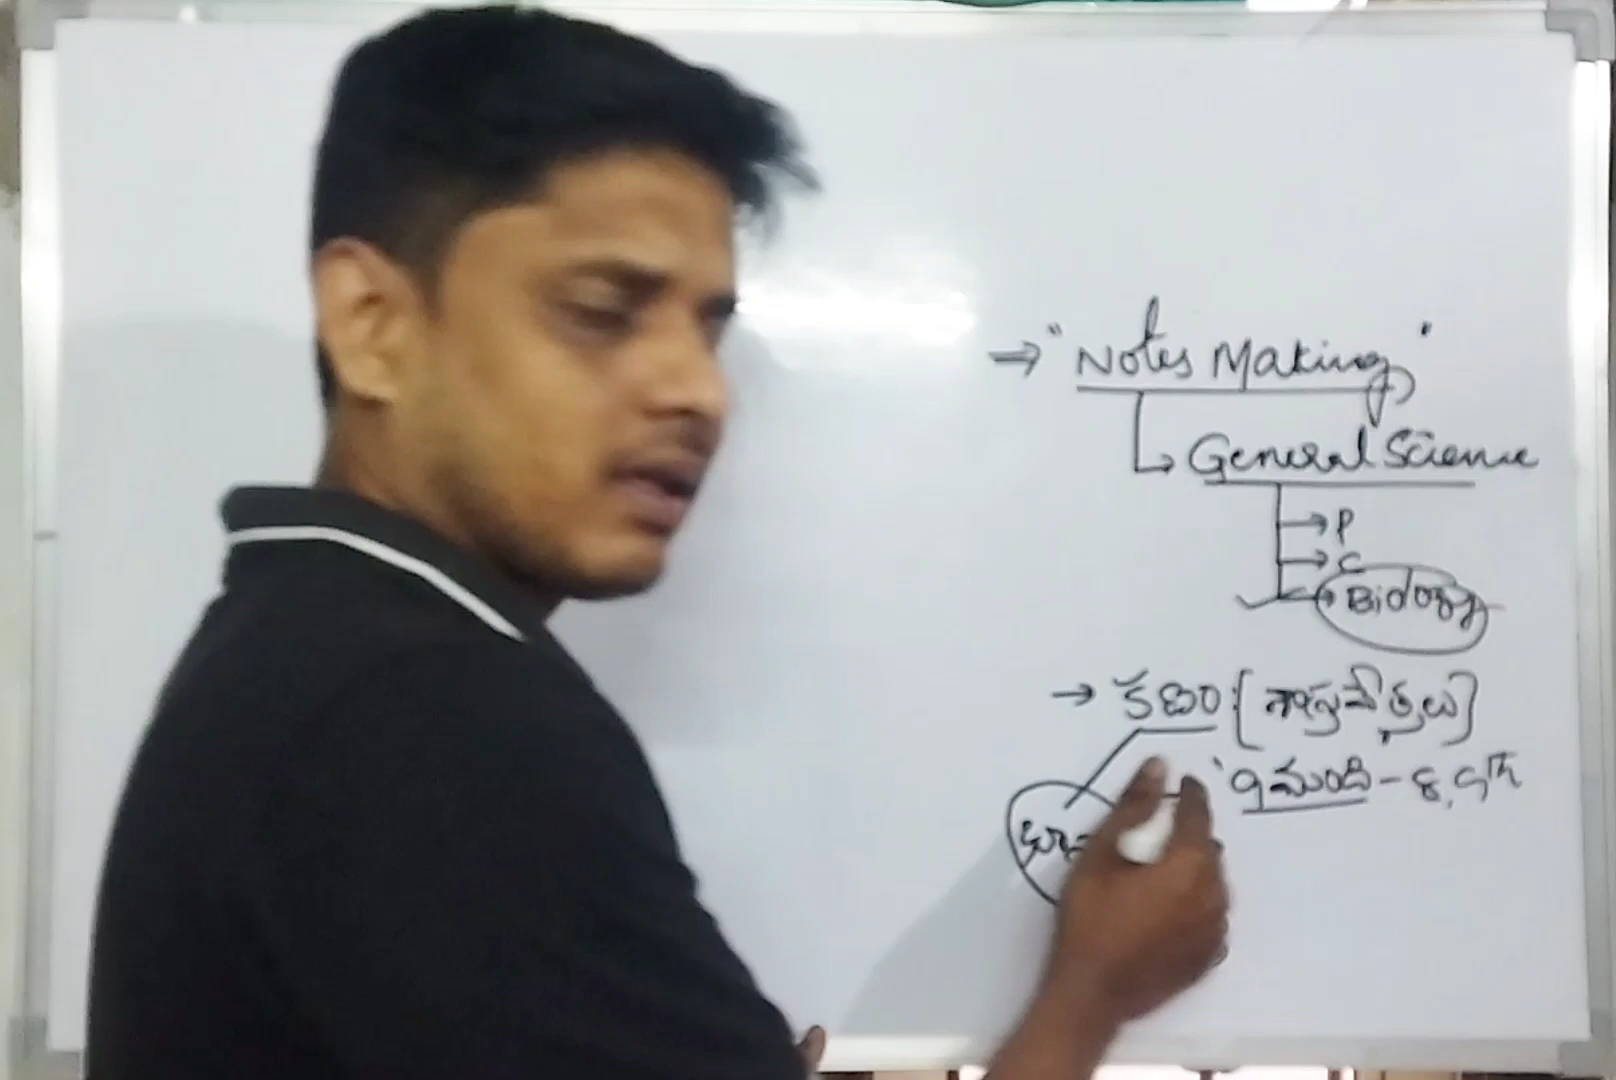 ⇒ "Notes Making"
↳ General Science
→ P
→ C
→ Biology
→ కణం: {శాస్త్రవేత్తలు}
9 మంది - 8, 9th